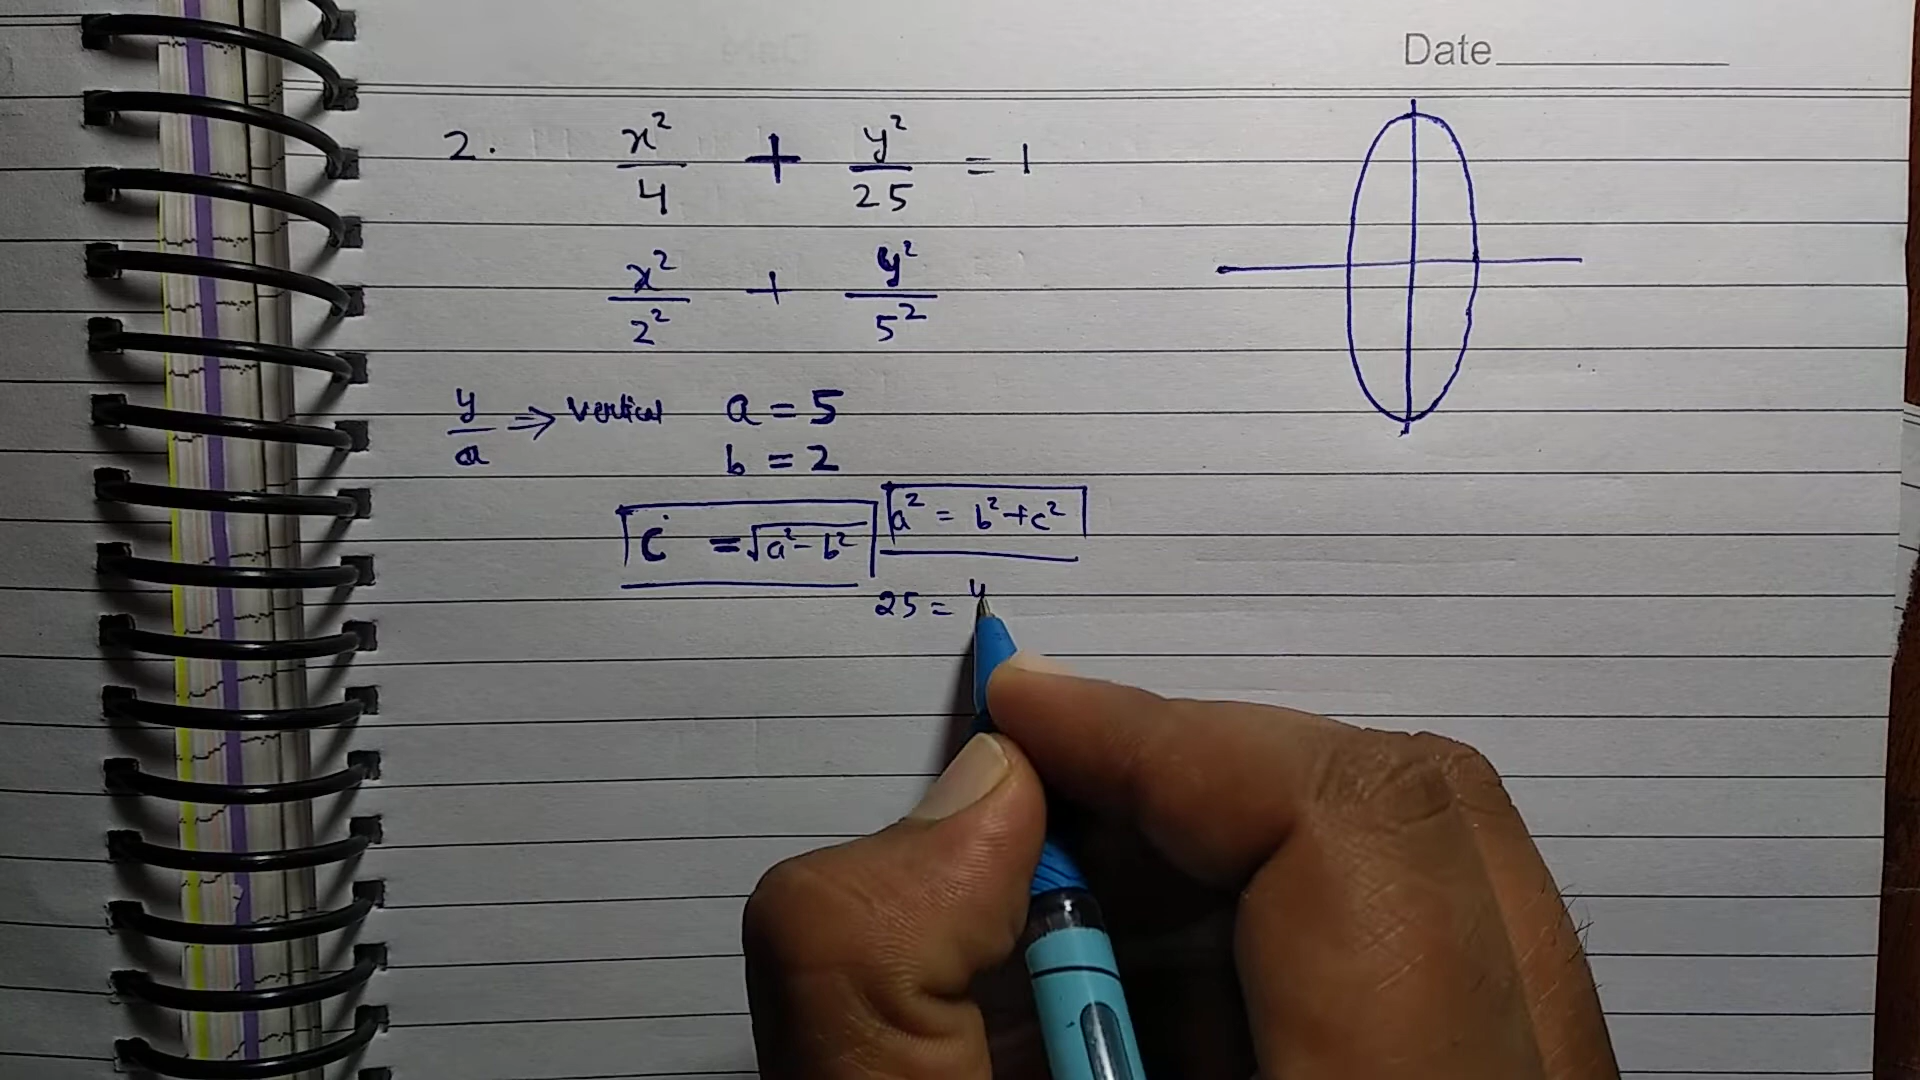 Date
2. x²/4 + y²/25 = 1
x²/2² + y²/5²
y/a ⇒ Vertical a = 5
b = 2
c = √a²-b² a² = b²+c²
25 = 4